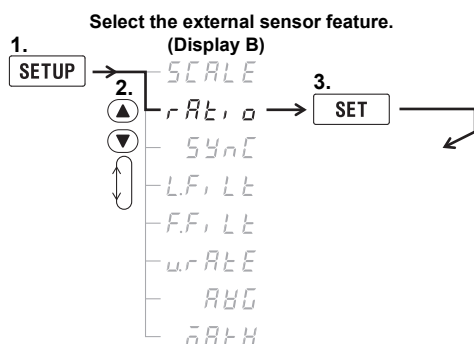 Select the external sensor feature.
(Display B)
1.
SETUP
2.
SCALE
rAtio
3.
SET
SYnC
L.FiLt
F.FiLt
u.rAtE
AVG
mAtH